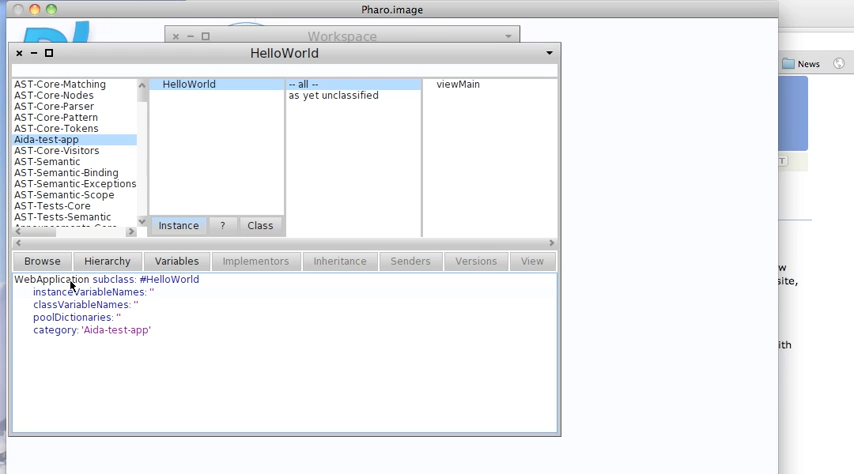 Pharo.image
Workspace
HelloWorld
News
AST-Core-Matching
AST-Core-Nodes
AST-Core-Parser
AST-Core-Pattern
AST-Core-Tokens
Aida-test-app
AST-Core-Visitors
AST-Semantic
AST-Semantic-Binding
AST-Semantic-Exceptions
AST-Semantic-Scope
AST-Tests-Core
AST-Tests-Semantic
HelloWorld
-- all --
as yet unclassified
viewMain
Instance ? Class
Browse Hierarchy Variables Implementors Inheritance Senders Versions View
WebApplication subclass: #HelloWorld
instanceVariableNames: ''
classVariableNames: ''
poolDictionaries: ''
category: 'Aida-test-app'
site,
ith